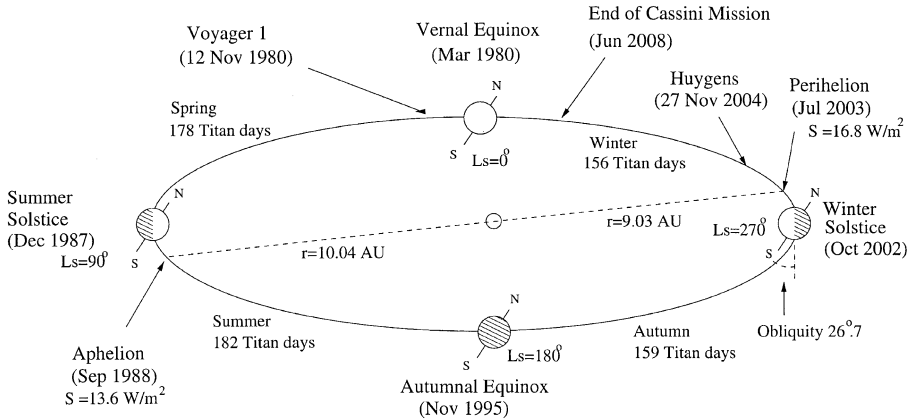 Voyager 1
(12 Nov 1980)
Vernal Equinox
(Mar 1980)
End of Cassini Mission
(Jun 2008)
Huygens
(27 Nov 2004)
Perihelion
(Jul 2003)
S =16.8 W/m²
Spring
178 Titan days
N
S
Ls=0°
Winter
156 Titan days
Summer
Solstice
(Dec 1987)
Ls=90°
N
S
r=10.04 AU
r=9.03 AU
Ls=270°
N
S
Winter
Solstice
(Oct 2002)
Aphelion
(Sep 1988)
S =13.6 W/m²
Summer
182 Titan days
N
S
Ls=180°
Autumnal Equinox
(Nov 1995)
Autumn
159 Titan days
Obliquity 26°.7